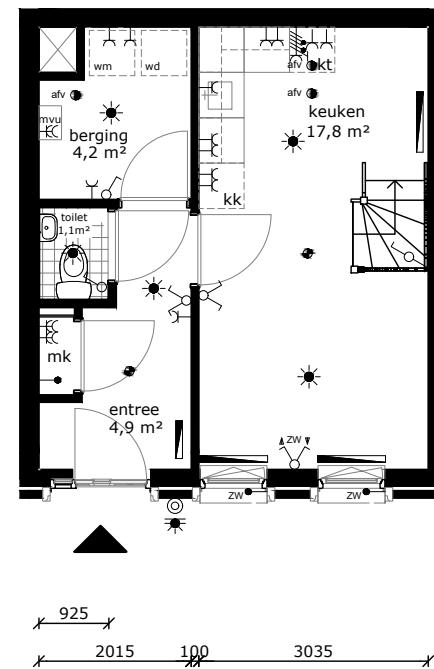 wm
wd
afv
kt
afv
afv
keuken
17,8 m²
mvu
berging
4,2 m²
kk
toilet
1,1m²
mk
entree
4,9 m²
ZW
ZW
ZW
925
2015
100
3035